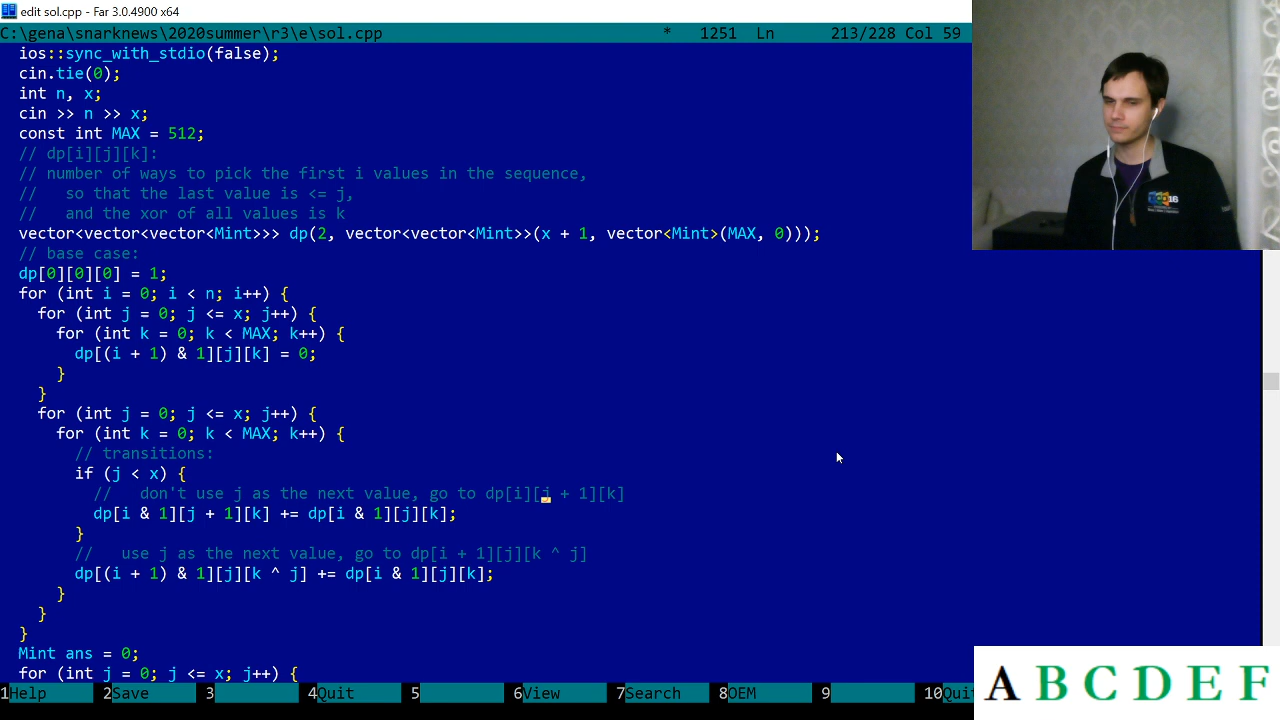 edit sol.cpp - Far 3.0.4900 x64
C:\gena\snarknews\2020summer\r3\e\sol.cpp * 1251 Ln 213/228 Col 59
ios::sync_with_stdio(false);
cin.tie(0);
int n, x;
cin >> n >> x;
const int MAX = 512;
// dp[i][j][k]:
// number of ways to pick the first i values in the sequence,
//   so that the last value is <= j,
//   and the xor of all values is k
vector<vector<vector<Mint>>> dp(2, vector<vector<Mint>>(x + 1, vector<Mint>(MAX, 0)));
// base case:
dp[0][0][0] = 1;
for (int i = 0; i < n; i++) {
  for (int j = 0; j <= x; j++) {
    for (int k = 0; k < MAX; k++) {
      dp[(i + 1) & 1][j][k] = 0;
    }
  }
  for (int j = 0; j <= x; j++) {
    for (int k = 0; k < MAX; k++) {
      // transitions:
      if (j < x) {
        //   don't use j as the next value, go to dp[i][j + 1][k]
        dp[i & 1][j + 1][k] += dp[i & 1][j][k];
      }
      //   use j as the next value, go to dp[i + 1][j][k ^ j]
      dp[(i + 1) & 1][j][k ^ j] += dp[i & 1][j][k];
    }
  }
}
Mint ans = 0;
for (int j = 0; j <= x; j++) {
1Help 2Save 3 4Quit 5 6View 7Search 8OEM 9 10Qui
A B C D E F